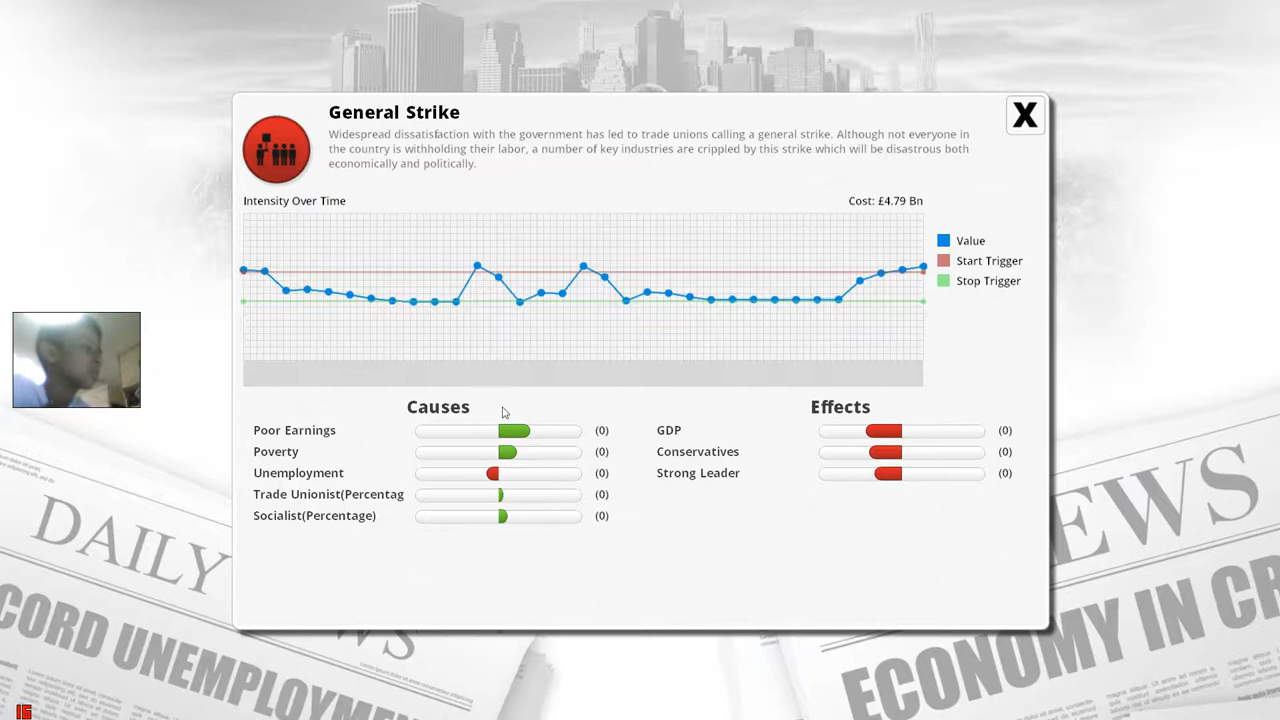 General Strike
X
Widespread dissatisfaction with the government has led to trade unions calling a general strike. Although not everyone in
the country is withholding their labor, a number of key industries are crippled by this strike which will be disastrous both
economically and politically.
Intensity Over Time
Cost: £4.79 Bn
Value
Start Trigger
Stop Trigger
Causes
Poor Earnings (0)
Poverty (0)
Unemployment (0)
Trade Unionist(Percentag (0)
Socialist(Percentage) (0)
Effects
GDP (0)
Conservatives (0)
Strong Leader (0)
DAILY
NEWS
CORD UNEMPLOYMENT
ECONOMY IN CR
16